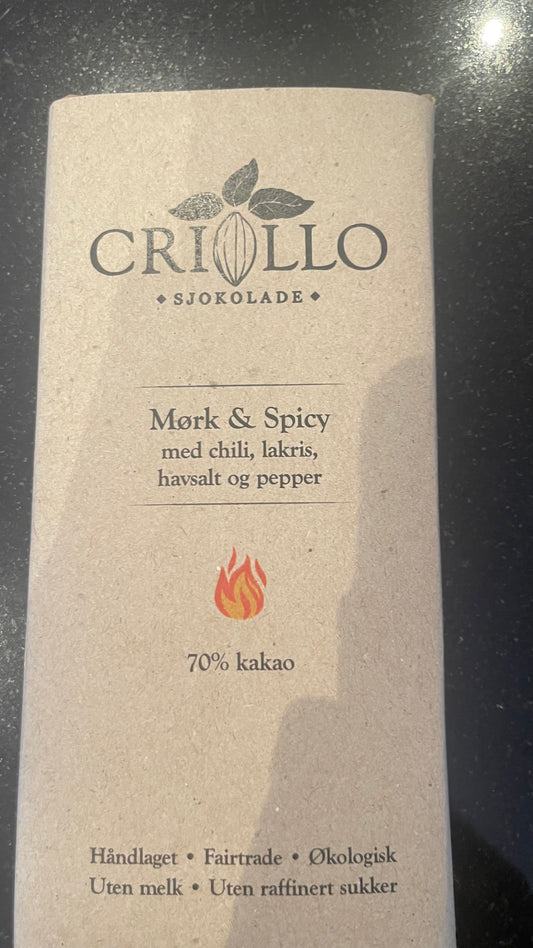 CRIOLLO
◆ SJOKOLADE ◆
Mørk & Spicy
med chili, lakris,
havsalt og pepper
70% kakao
Håndlaget • Fairtrade • Økologisk
Uten melk • Uten raffinert sukker